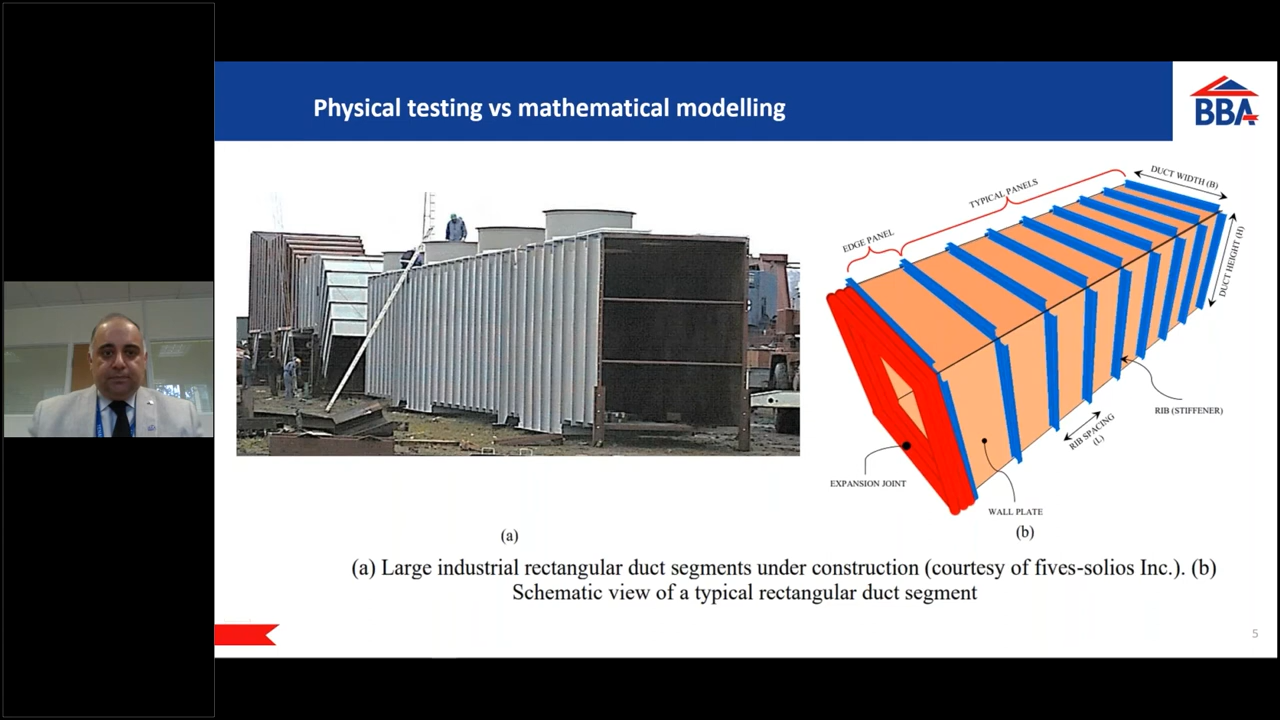 Physical testing vs mathematical modelling
BBA
DUCT WIDTH (B)
TYPICAL PANELS
EDGE PANEL
DUCT HEIGHT (H)
RIB (STIFFENER)
RIB SPACING
(L)
EXPANSION JOINT
WALL PLATE
(a)
(b)
(a) Large industrial rectangular duct segments under construction (courtesy of fives-solios Inc.). (b)
Schematic view of a typical rectangular duct segment
5